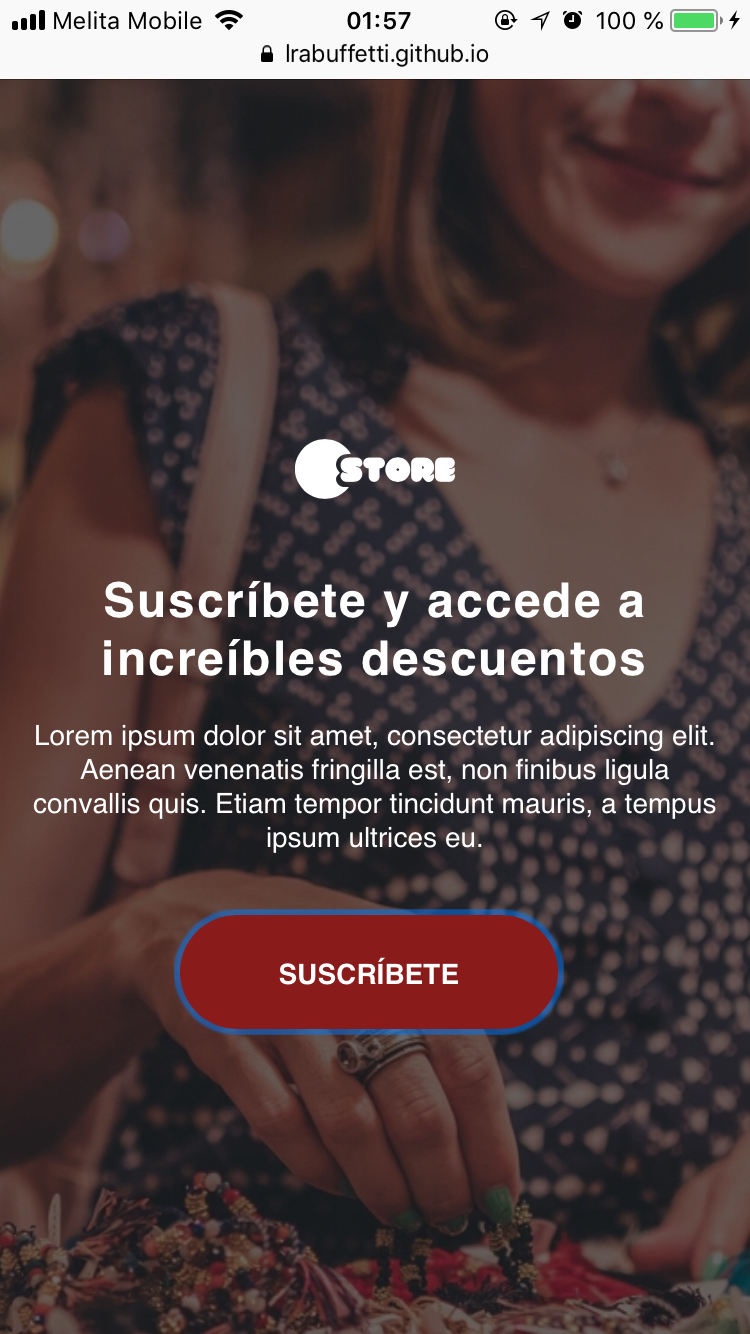 Melita Mobile 01:57 100 %
lrabuffetti.github.io
STORE
Suscríbete y accede a
increíbles descuentos
Lorem ipsum dolor sit amet, consectetur adipiscing elit.
Aenean venenatis fringilla est, non finibus ligula
convallis quis. Etiam tempor tincidunt mauris, a tempus
ipsum ultrices eu.
SUSCRÍBETE